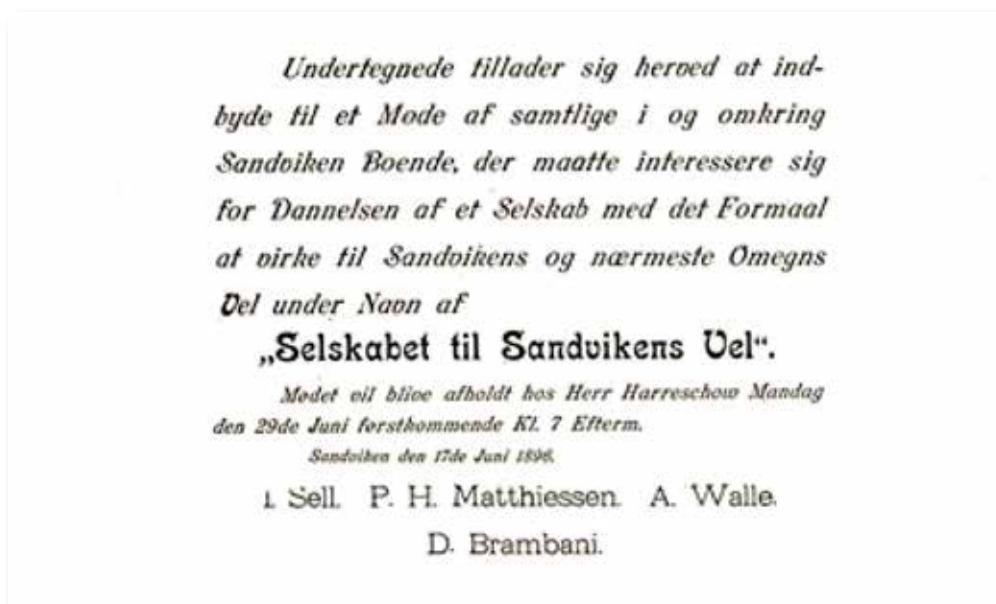 Undertegnede tillader sig herved at ind-
byde til et Møde af samtlige i og omkring
Sandviken Boende, der maatte interessere sig
for Dannelsen af et Selskab med det Formaal
at virke til Sandvikens og nærmeste Omegns
Vel under Navn af
„Selskabet til Sandvikens Vel“.
Mødet vil blive afholdt hos Herr Harreschow Mandag
den 29de Juni førstkommende Kl. 7 Efterm.
Sandviken den 17de Juni 1896.
I. Sell. P. H. Matthiessen. A. Walle.
D. Brambani.